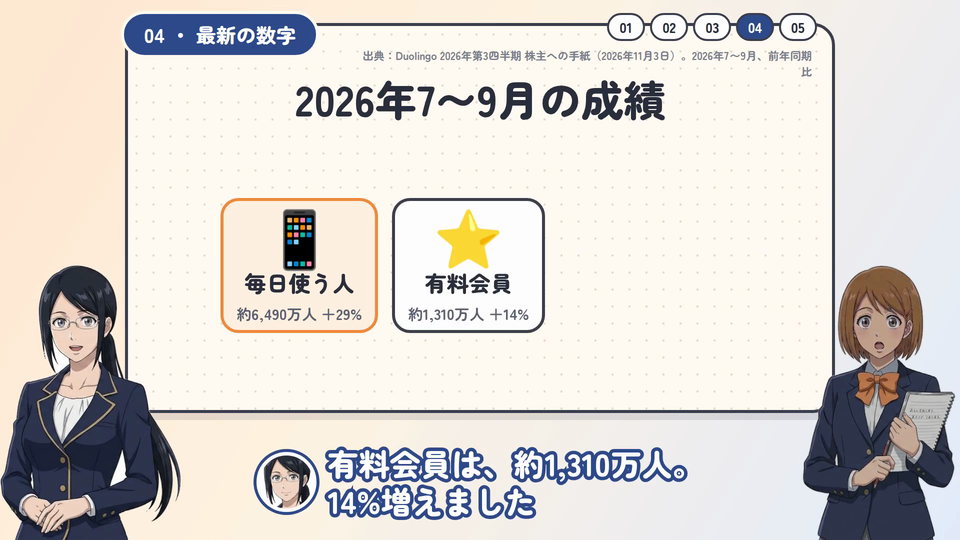 04 ・ 最新の数字
01 02 03 04 05
出典：Duolingo 2026年第3四半期 株主への手紙（2026年11月3日）。2026年7〜9月、前年同期
比
2026年7〜9月の成績
毎日使う人
約6,490万人 ＋29%
有料会員
約1,310万人 ＋14%
有料会員は、約1,310万人。
14%増えました